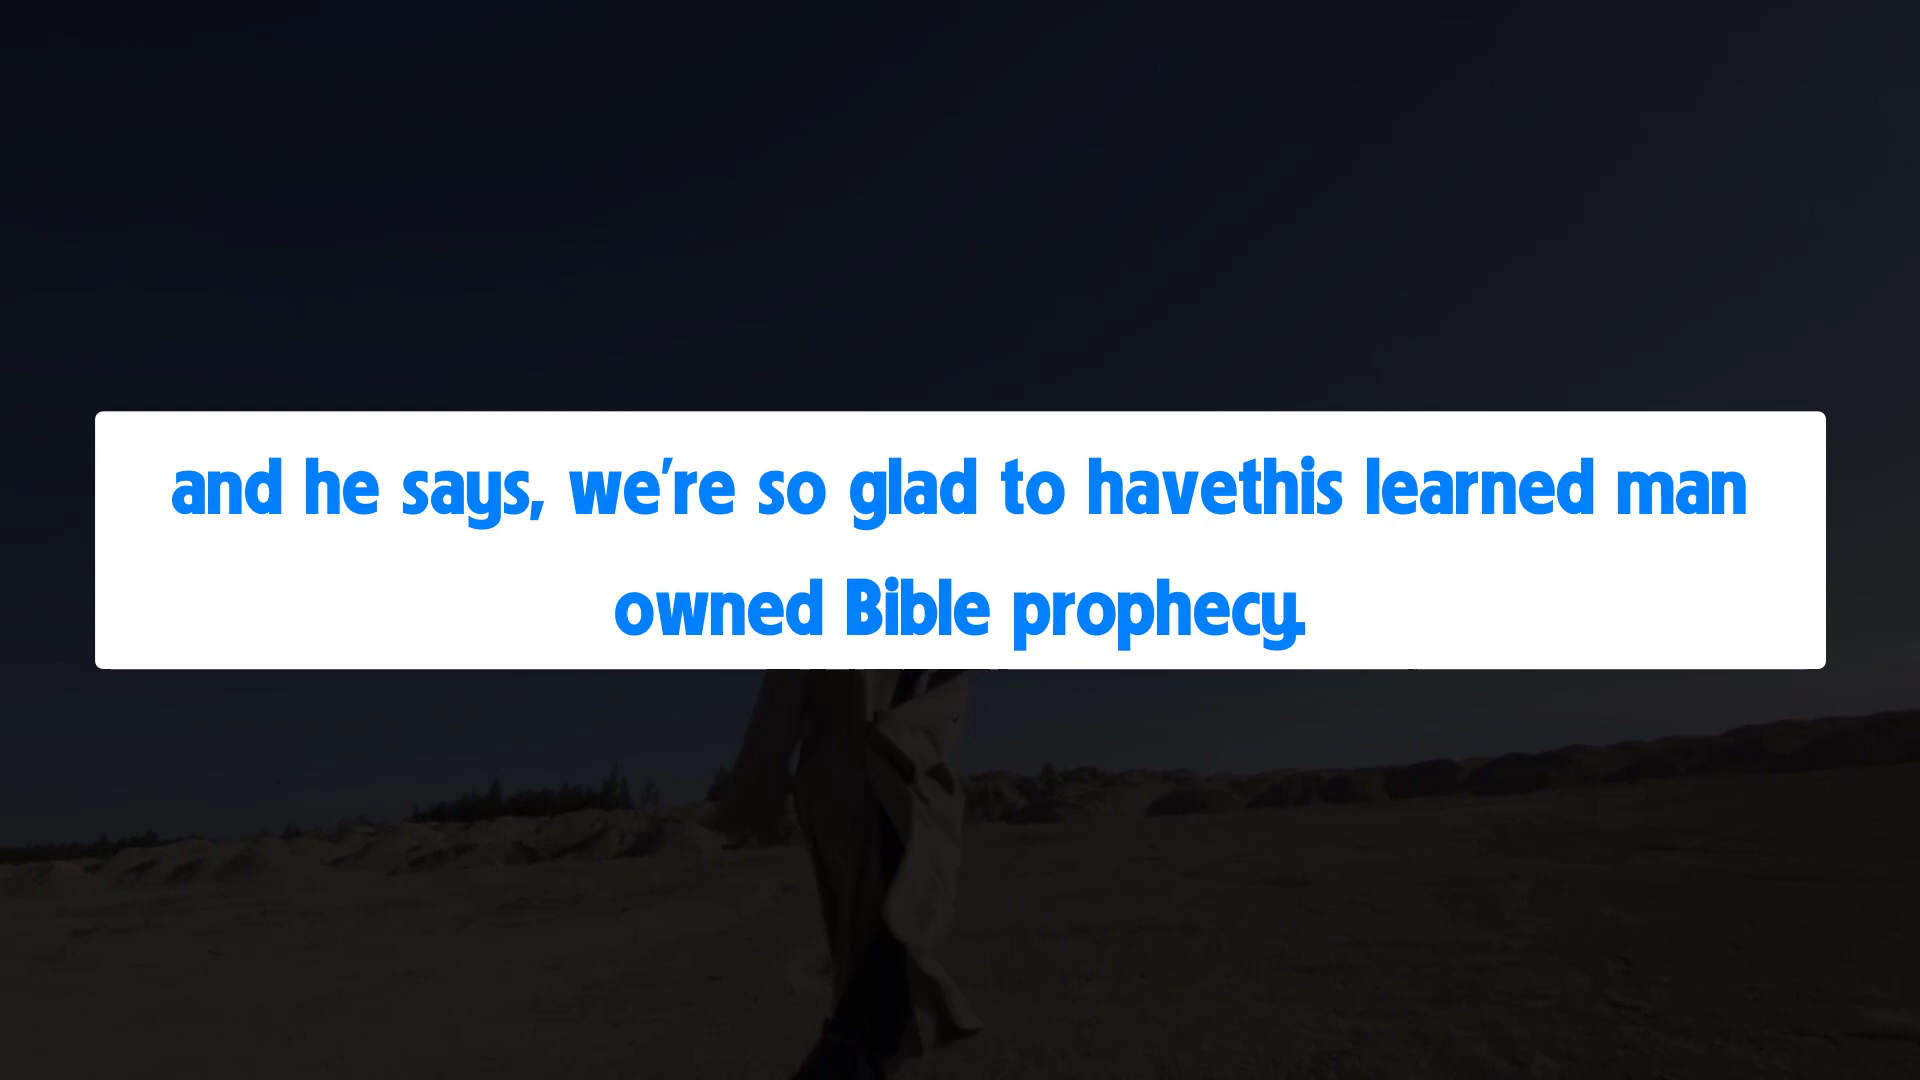 and he says, we're so glad to havethis learned man
owned Bible prophecy.